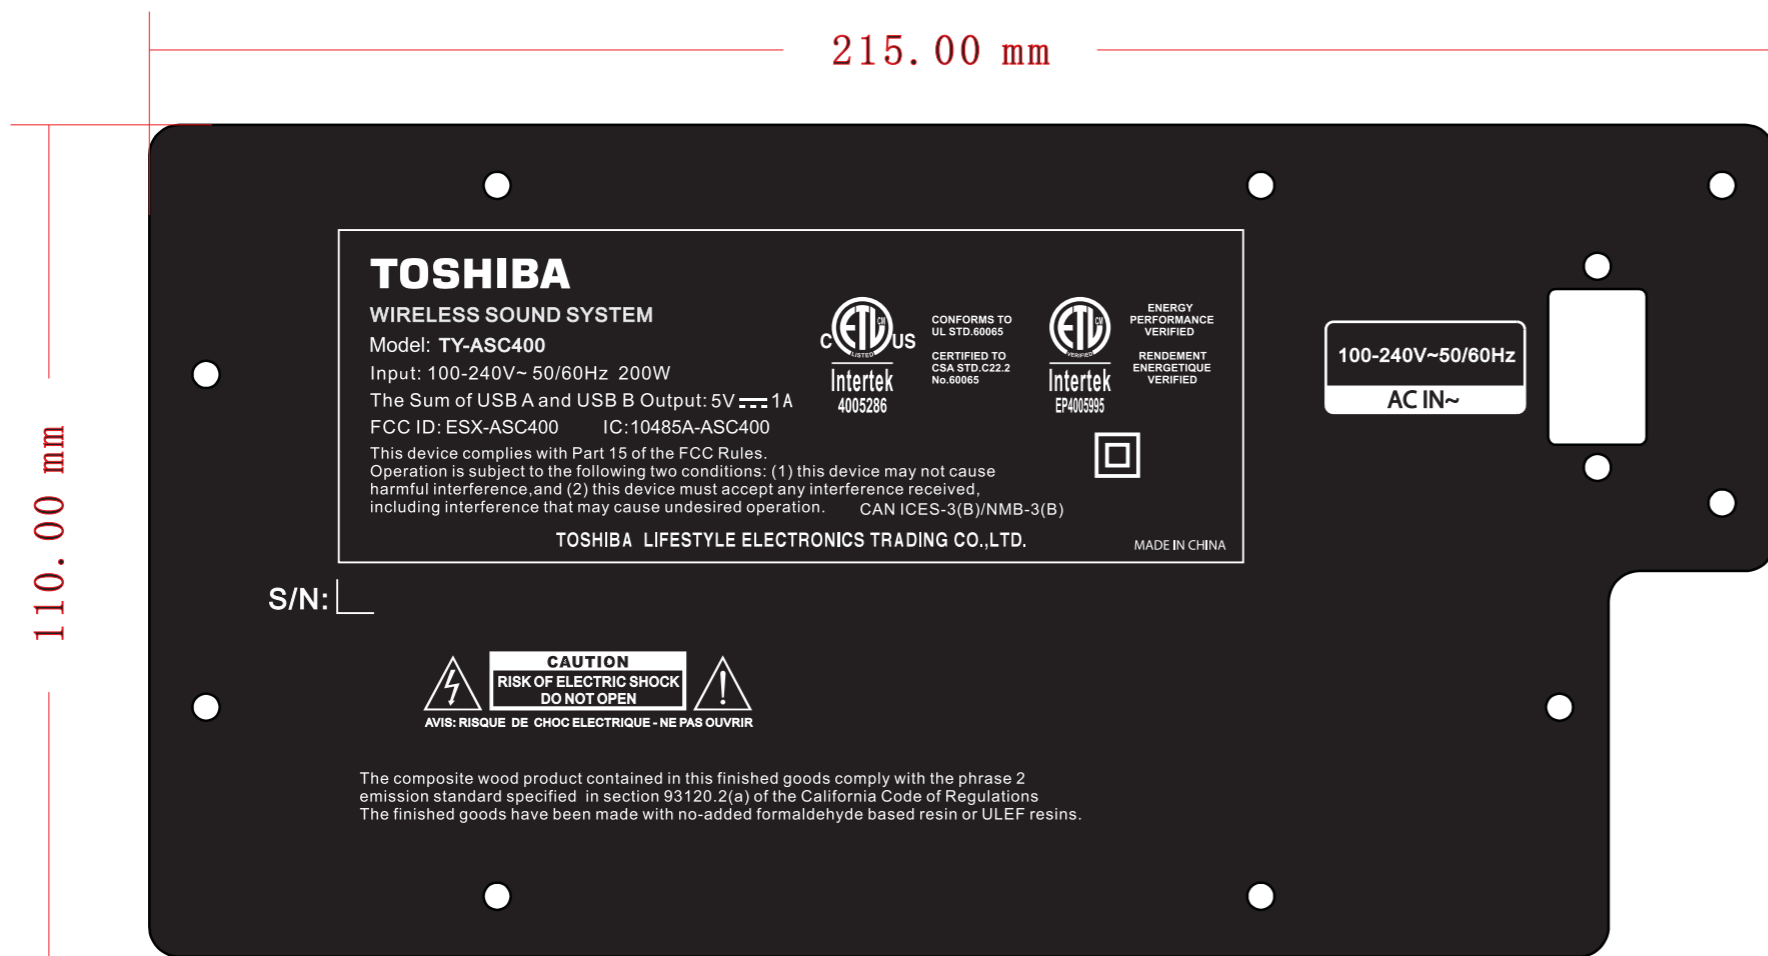 215.00 mm
110.00 mm
TOSHIBA
WIRELESS SOUND SYSTEM
Model: TY-ASC400
Input: 100-240V~ 50/60Hz 200W
The Sum of USB A and USB B Output: 5V 1A
FCC ID: ESX-ASC400 IC:10485A-ASC400
This device complies with Part 15 of the FCC Rules.
Operation is subject to the following two conditions: (1) this device may not cause
harmful interference,and (2) this device must accept any interference received,
including interference that may cause undesired operation. CAN ICES-3(B)/NMB-3(B)
TOSHIBA LIFESTYLE ELECTRONICS TRADING CO.,LTD.
MADE IN CHINA
C ETL CM US
LISTED
Intertek
4005286
CONFORMS TO
UL STD.60065
CERTIFIED TO
CSA STD.C22.2
No.60065
ETL CM
VERIFIED
Intertek
EP4005995
ENERGY
PERFORMANCE
VERIFIED
RENDEMENT
ENERGETIQUE
VERIFIED
100-240V~50/60Hz
AC IN~
S/N:
CAUTION
RISK OF ELECTRIC SHOCK
DO NOT OPEN
AVIS: RISQUE DE CHOC ELECTRIQUE - NE PAS OUVRIR
The composite wood product contained in this finished goods comply with the phrase 2
emission standard specified in section 93120.2(a) of the California Code of Regulations
The finished goods have been made with no-added formaldehyde based resin or ULEF resins.